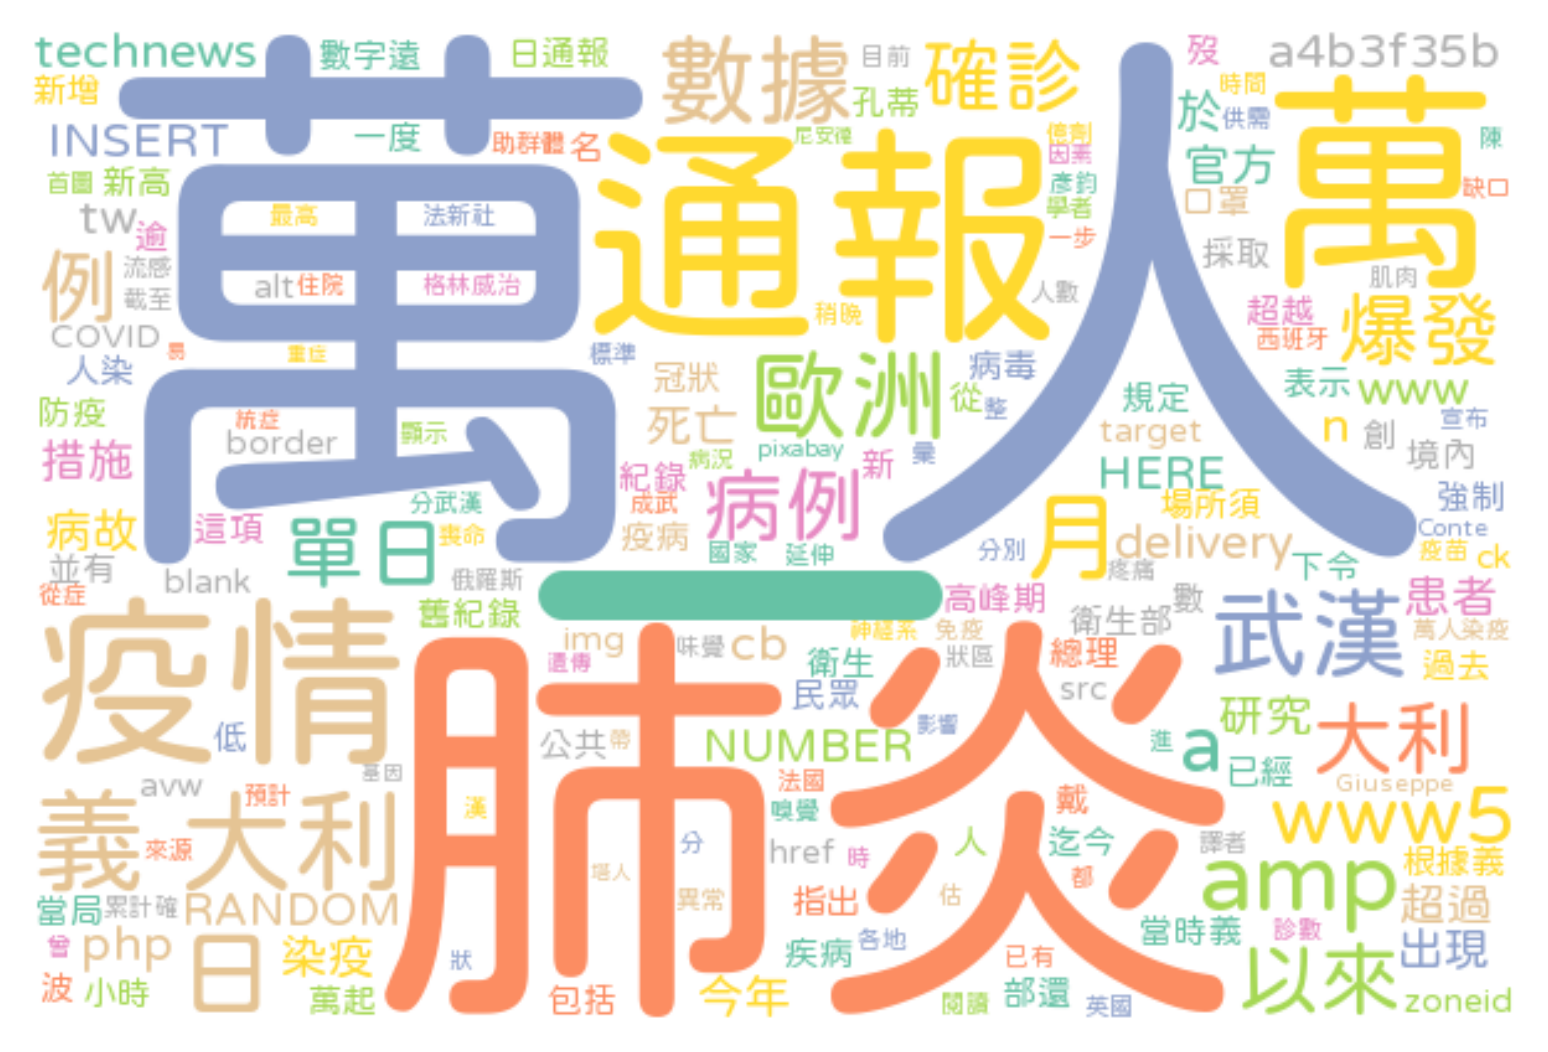 technews
數字遠
日通報
數據
目前
確診
歿
a4b3f35b
新增
時間
孔蒂
於
供需
萬
INSERT
一度
助群體
名
尼安德
億劑
因素
官方
陳
首圖
新高
萬人
通報
彥鈞
學者
口罩
缺口
tw
逾
最高
法新社
一步
採取
肌肉
例
流感
截至
alt
住院
格林威治
人數
稍晚
超越
爆發
COVID
易
重症
標準
西班牙
人染
冠狀
歐洲
病毒
從
整
規定
表示
www
防疫
統症
顯示
死亡
target
n
創
宣布
措施
border
病況
pixabay
彙
境內
紀錄
病例
新
HERE
分武漢
成武
月
場所須
強制
病故
這項
單日
喪命
疫病
國家
延伸
分別
delivery
Conte
疫苗
ck
並有
blank
俄羅斯
疼痛
下令
從症
一
高峰期
數
武漢
患者
疫情
舊紀錄
img
味覺
cb
神經系
免疫
衛生部
萬人染疫
遺傳
肺炎
衛生
狀區
總理
過去
低
民眾
影響
src
研究
大利
公共
帶
NUMBER
進
a
已經
avw
基因
法國
Giuseppe
義大利
預計
漢
嗅覺
戴
www5
來源
分
href
時
人
迄今
譯者
根據義
塔人
都
amp
當局
累計確
RANDOM
異常
指出
估
超過
曾
php
日
染疫
狀
疾病
各地
已有
當時義
診數
出現
波
小時
萬起
包括
今年
閱讀
部還
英國
以來
zoneid